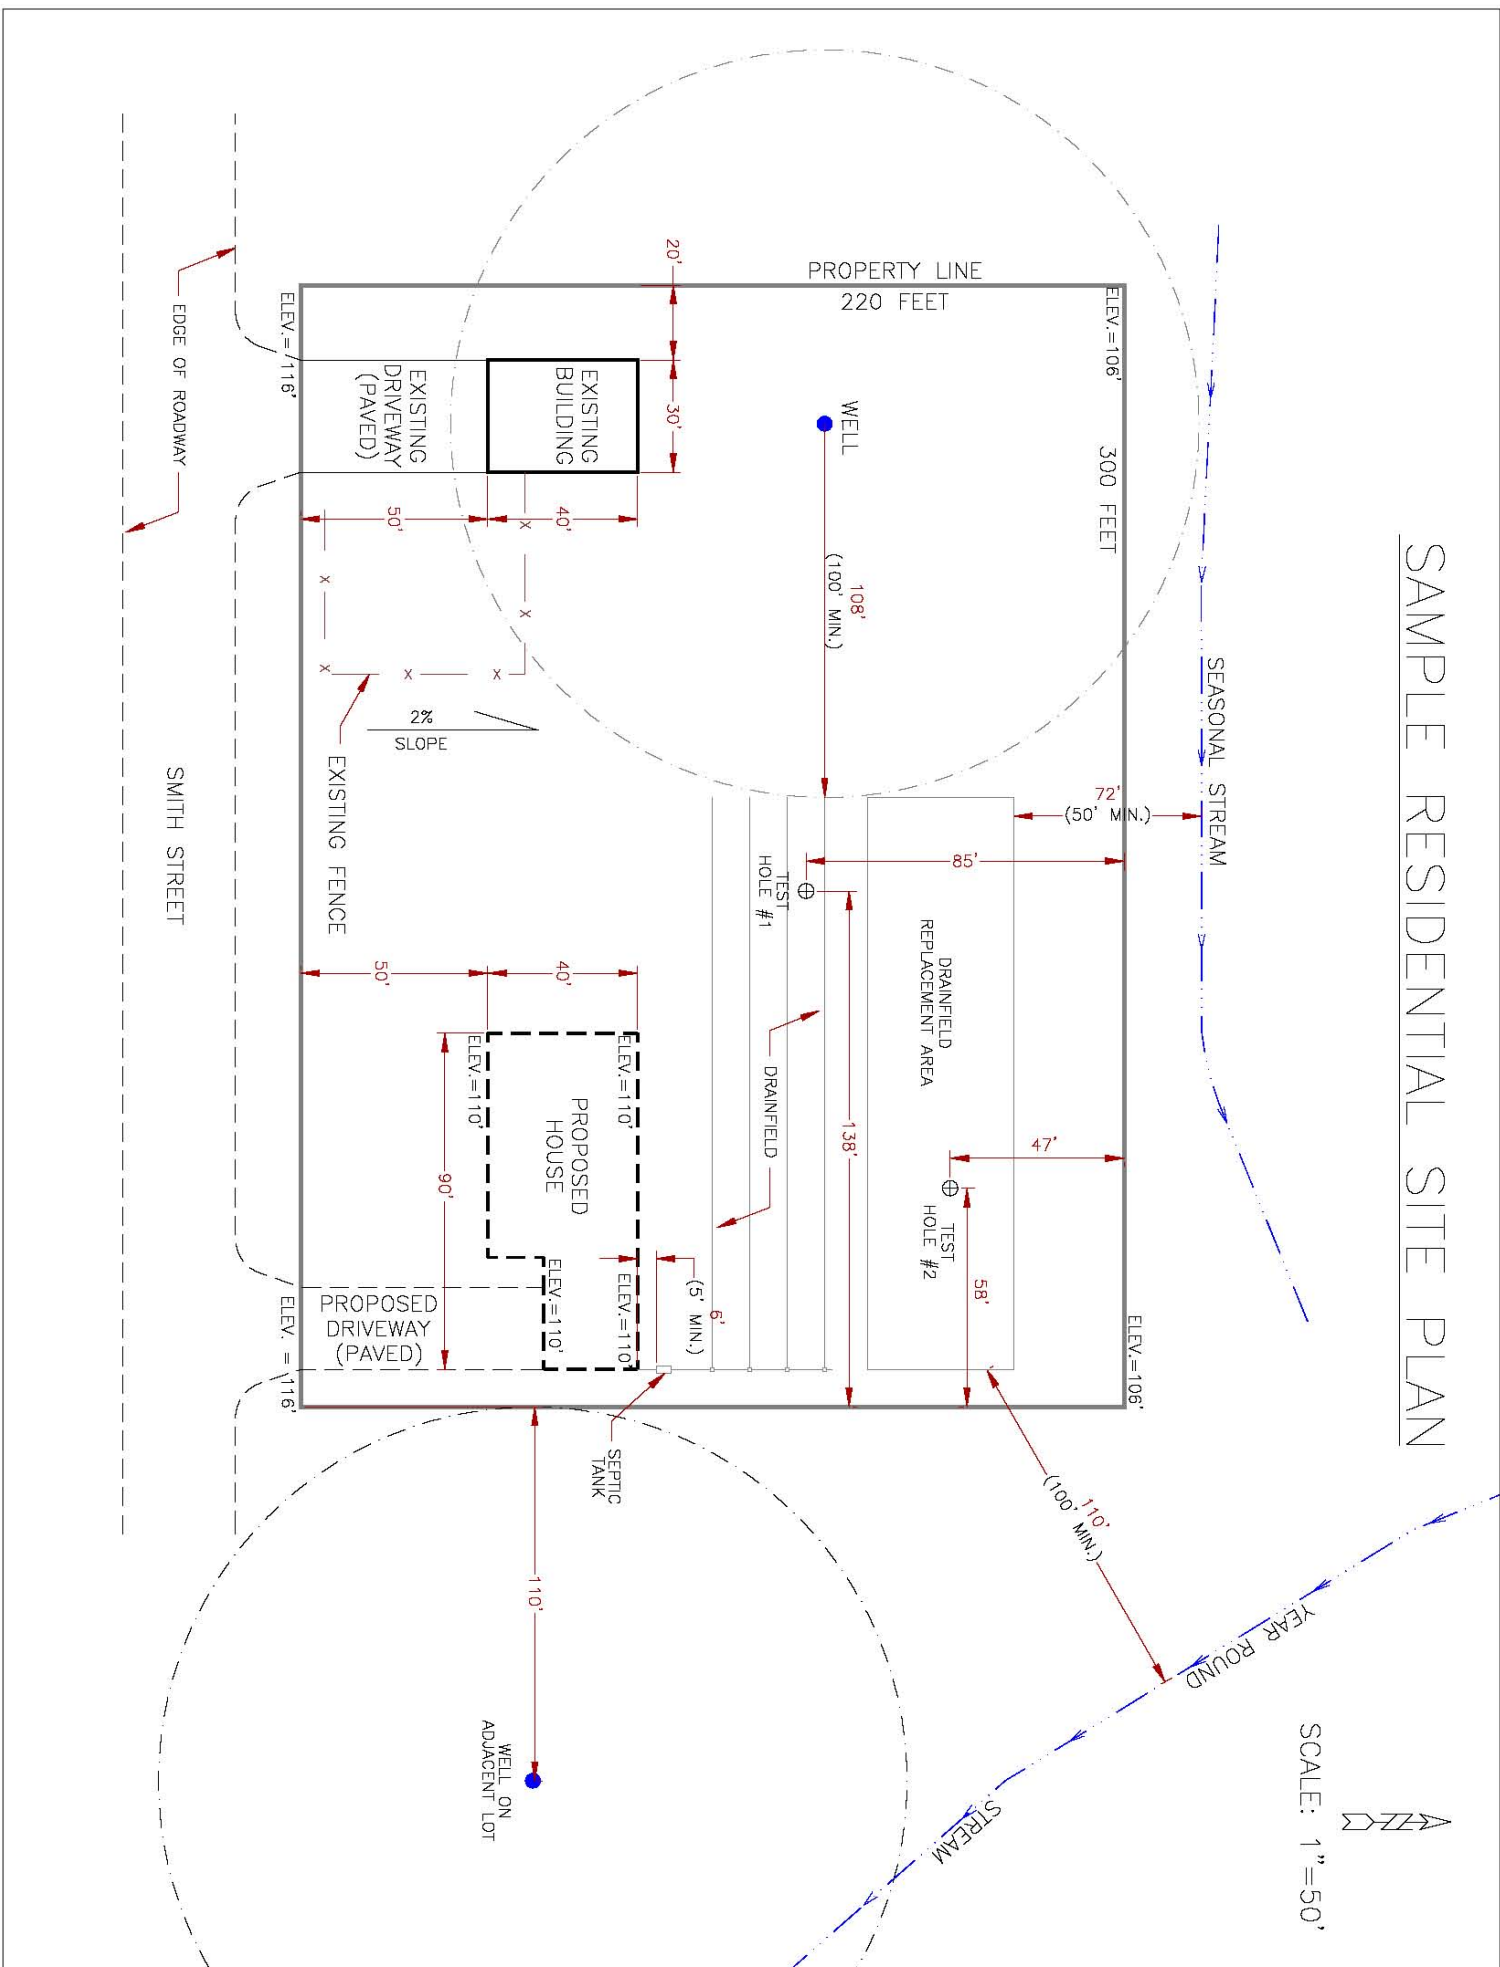 SAMPLE RESIDENTIAL SITE PLAN
SCALE: 1"=50'
SEASONAL STREAM
YEAR ROUND
STREAM
ELEV.=106'
300 FEET
ELEV.=106'
PROPERTY LINE
220 FEET
WELL
108'
(100' MIN.)
72'
(50' MIN.)
85'
47'
58'
138'
110'
(100' MIN.)
DRAINFIELD
REPLACEMENT AREA
TEST
HOLE #1
TEST
HOLE #2
DRAINFIELD
20'
30'
EXISTING
BUILDING
40'
50'
EXISTING
DRIVEWAY
(PAVED)
X
X
X
X
X
X
2%
SLOPE
EXISTING FENCE
40'
50'
ELEV.=110'
ELEV.=110'
PROPOSED
HOUSE
ELEV.=110'
ELEV.=110'
90'
6'
(5' MIN.)
SEPTIC
TANK
PROPOSED
DRIVEWAY
(PAVED)
110'
WELL ON
ADJACENT LOT
ELEV.= 116'
ELEV. = 116'
EDGE OF ROADWAY
SMITH STREET